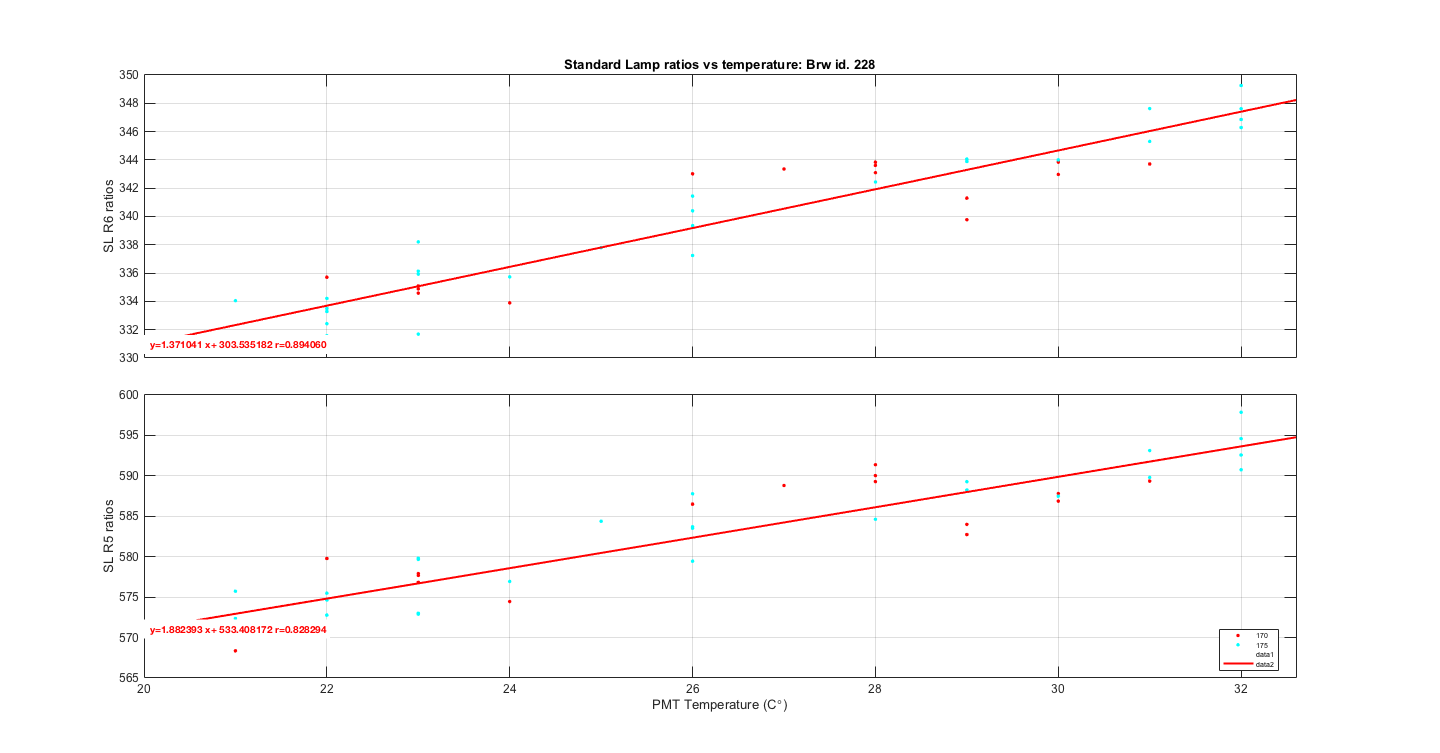 Standard Lamp ratios vs temperature: Brw id. 228
350
348
346
344
342
340
338
336
334
332
330
SL R6 ratios
y=1.371041 x+ 303.535182 r=0.894060
600
595
590
585
580
575
570
565
SL R5 ratios
y=1.882393 x+ 533.408172 r=0.828294
170
175
data1
data2
20 22 24 26 28 30 32
PMT Temperature (C°)